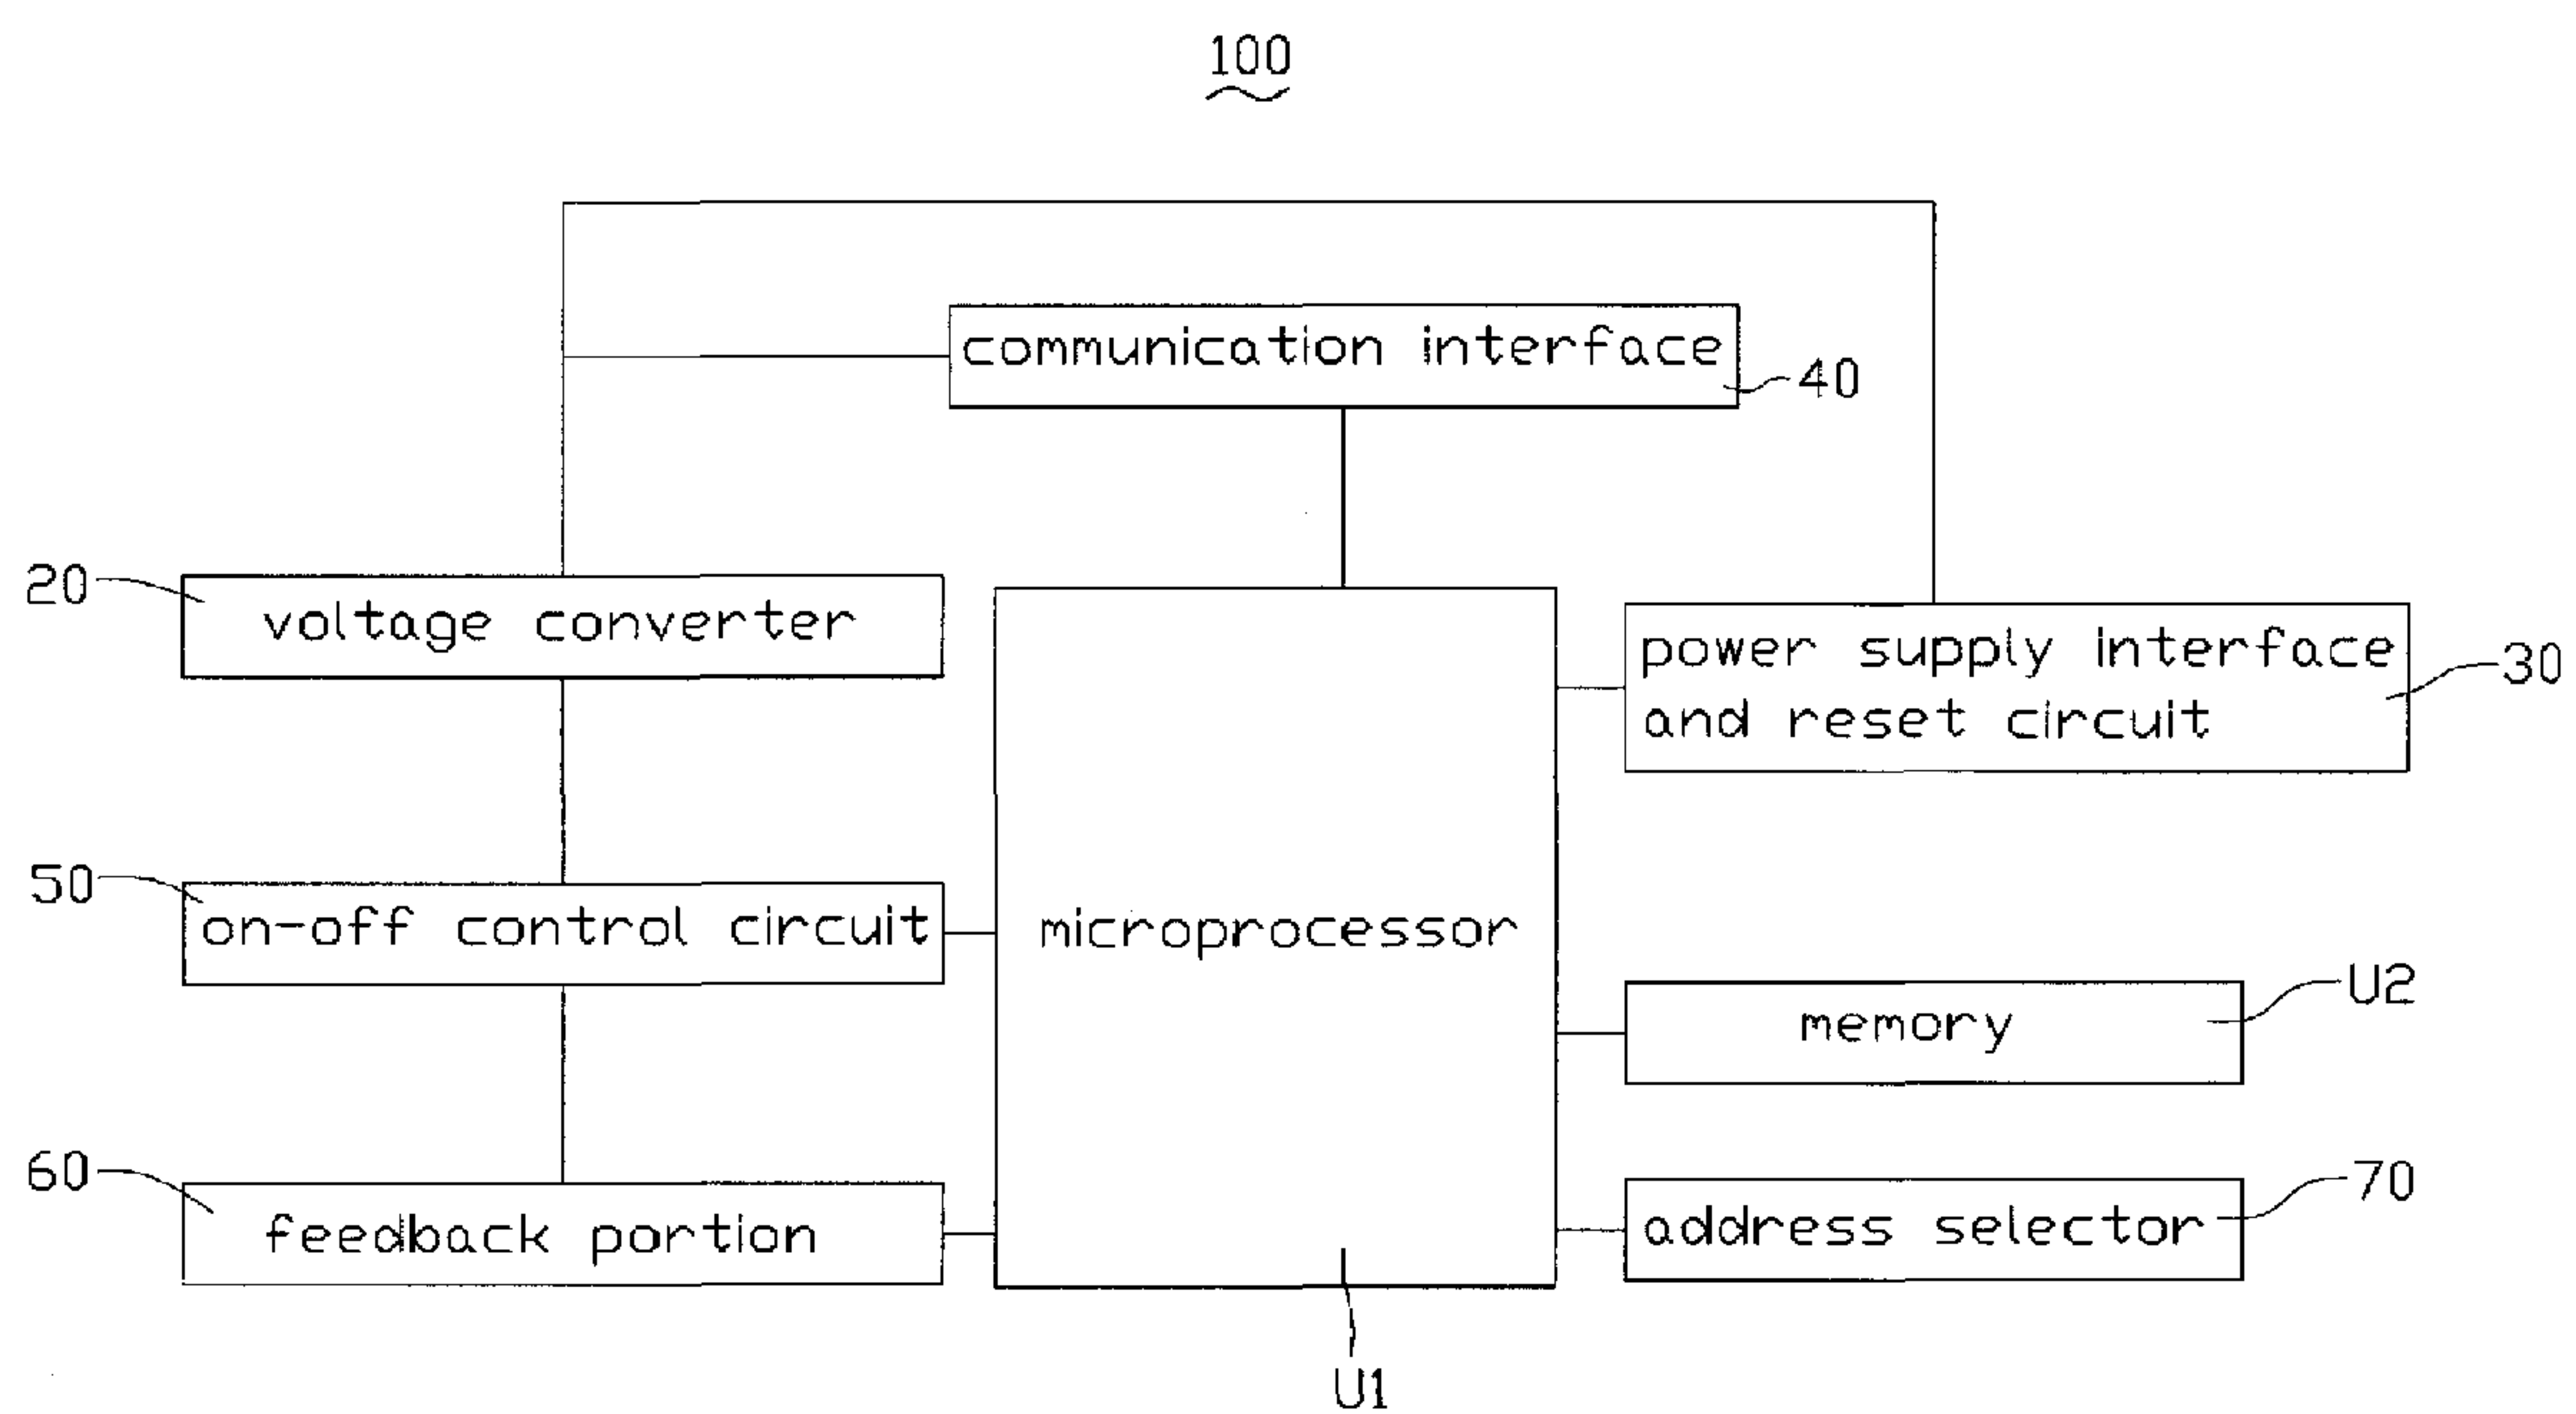 100
communication interface
40
20
voltage converter
power supply interface
and reset circuit
30
50
on-off control circuit
microprocessor
memory
U2
60
feedback portion
address selector
70
U1